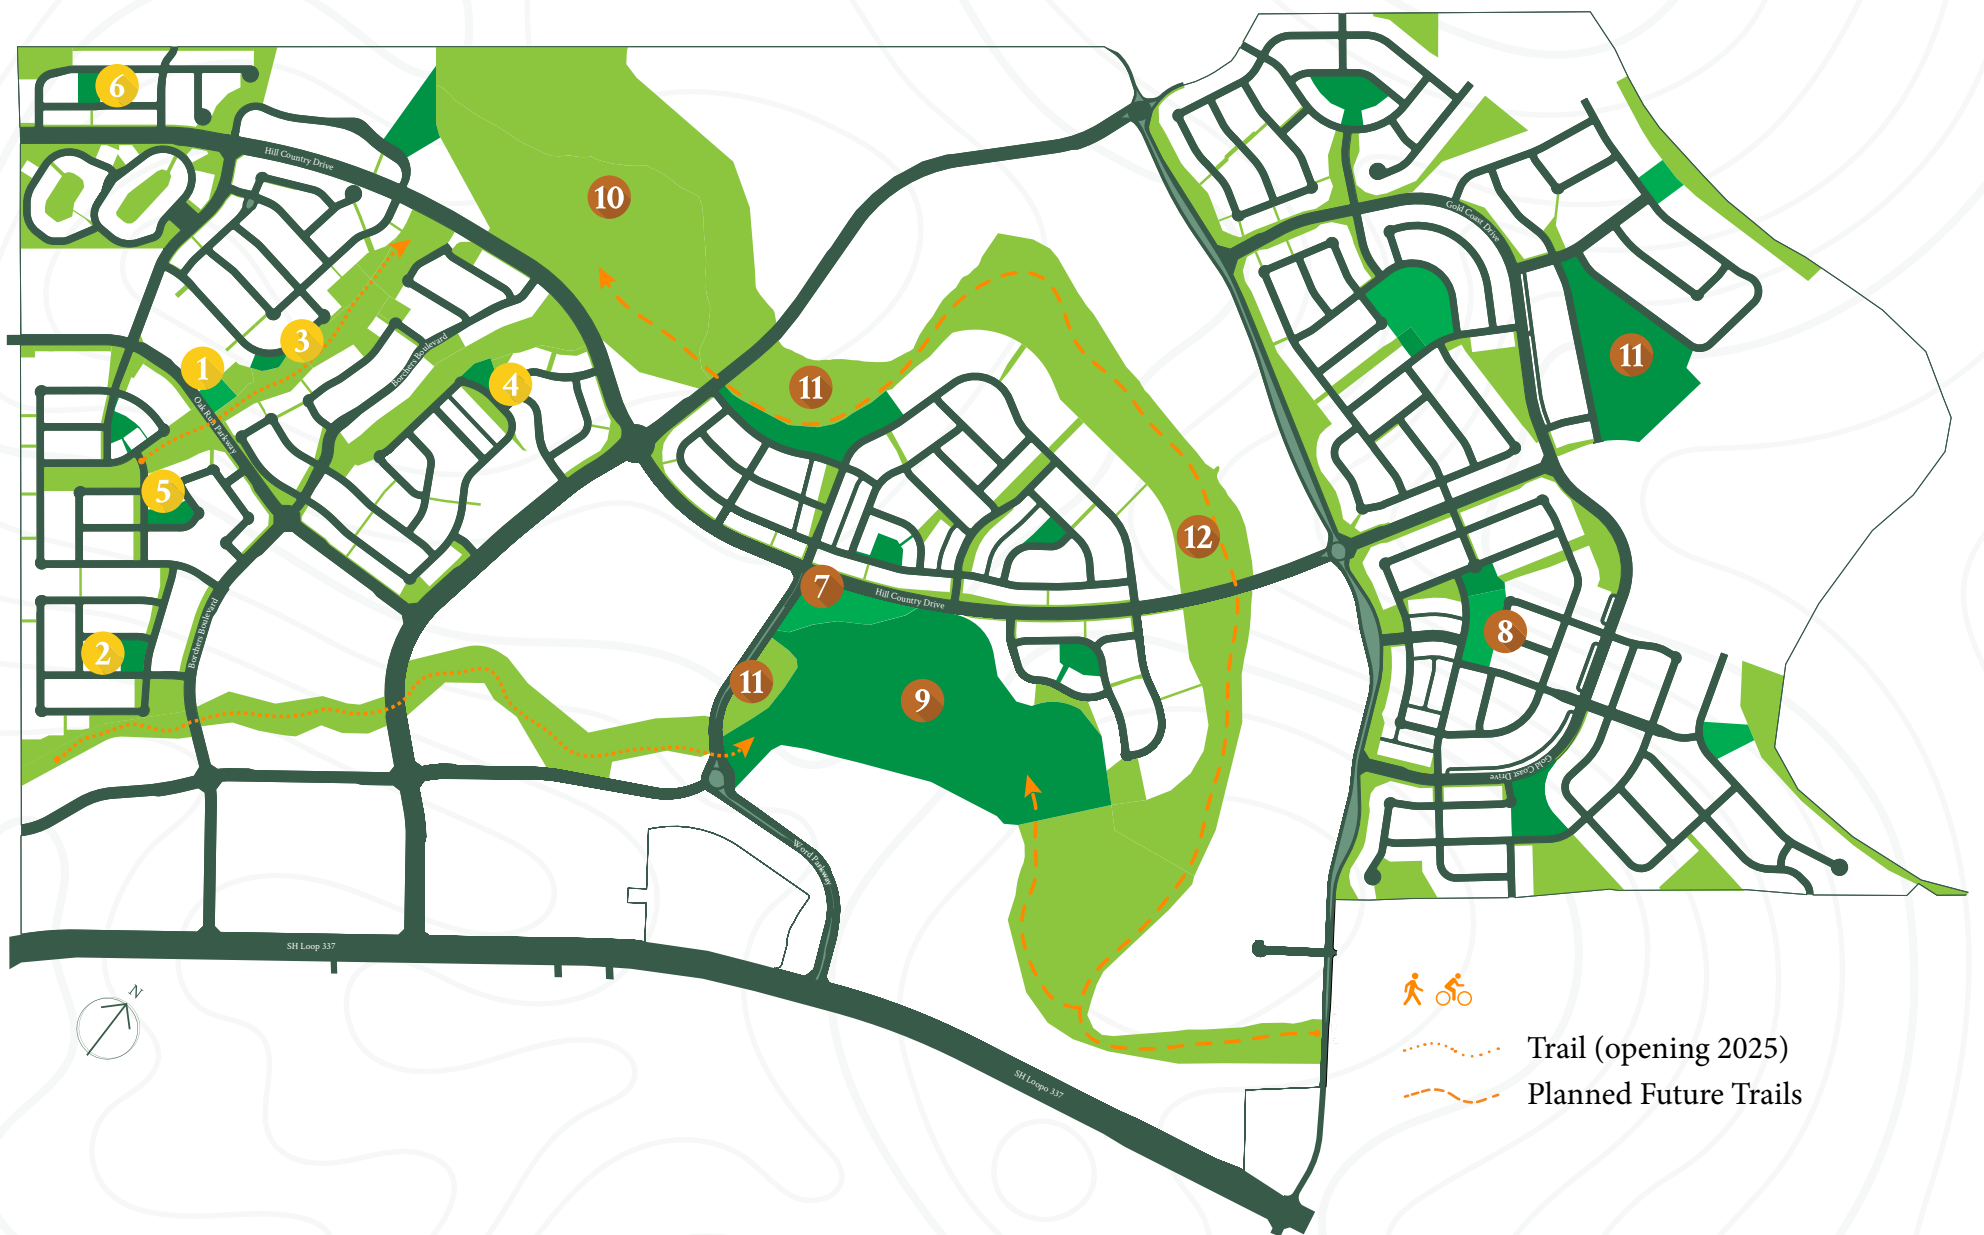 6
Hill Country Drive
10
Gold Coast Drive
3
1
Borchers Boulevard
4
11
11
Oak Run Parkway
5
12
7
Hill Country Drive
Borchers Boulevard
8
2
11
9
Gold Coast Drive
Word Parkway
SH Loop 337
N
Trail (opening 2025)
SH Loopo 337
Planned Future Trails